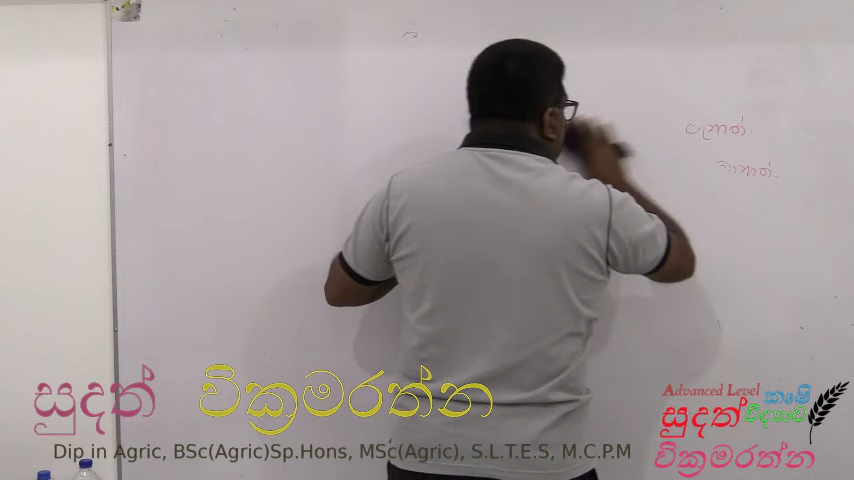 සුදත් වික්‍රමරත්න
Dip in Agric, BSc(Agric)Sp.Hons, MSc(Agric), S.L.T.E.S, M.C.P.M
Advanced Level
කෘෂි
සුදත් විද්‍යාව
වික්‍රමරත්න